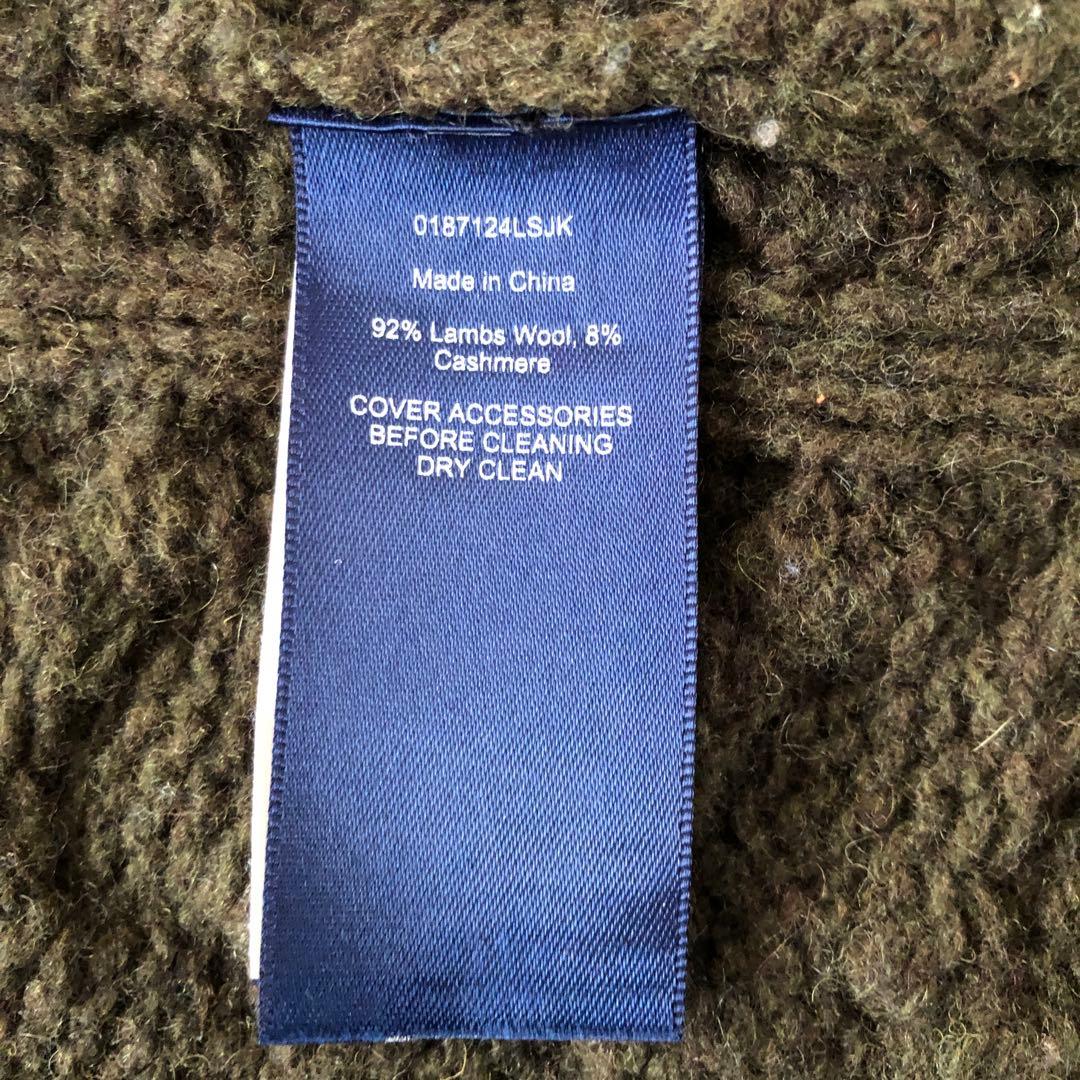 0187124LSJK
Made in China
92% Lambs Wool, 8%
Cashmere
COVER ACCESSORIES
BEFORE CLEANING
DRY CLEAN